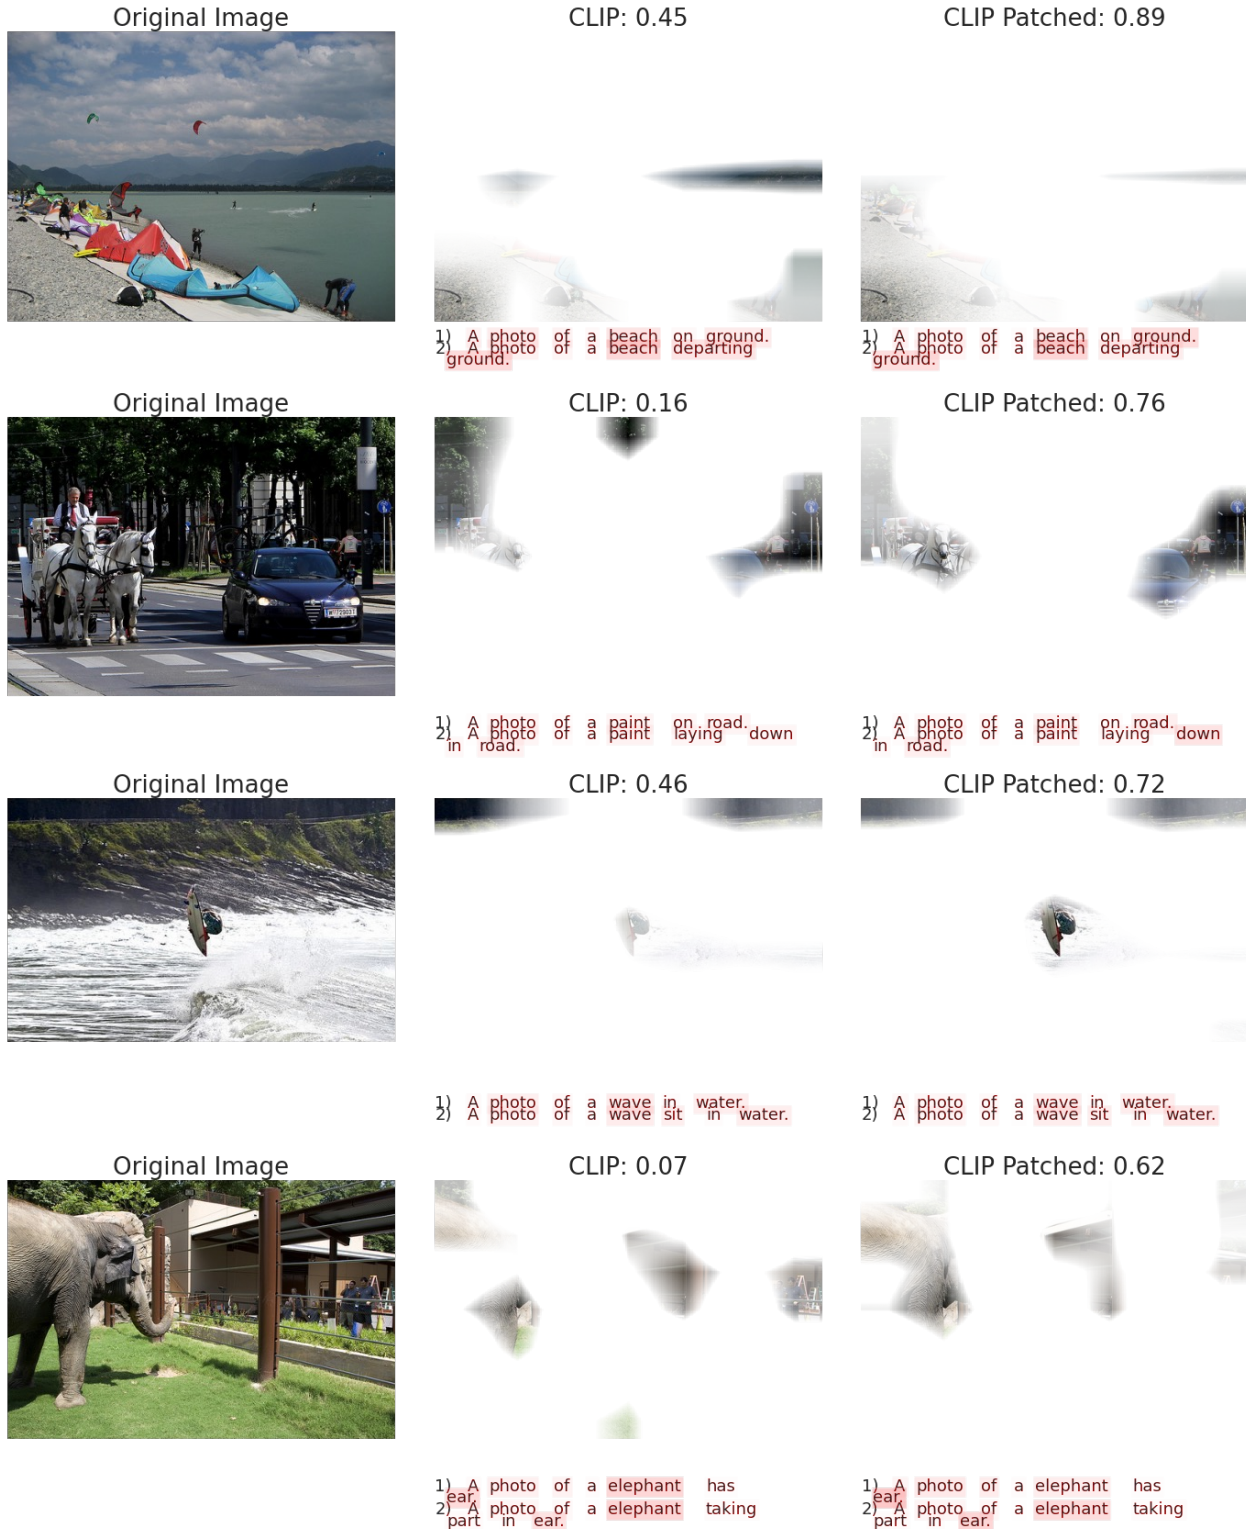 Original Image
CLIP: 0.45
CLIP Patched: 0.89
1) A photo of a beach on ground.
2) A photo of a beach departing
ground.
1) A photo of a beach on ground.
2) A photo of a beach departing
ground.
Original Image
CLIP: 0.16
CLIP Patched: 0.76
1) A photo of a paint on road.
2) A photo of a paint laying down
in road.
1) A photo of a paint on road.
2) A photo of a paint laying down
in road.
Original Image
CLIP: 0.46
CLIP Patched: 0.72
1) A photo of a wave in water.
2) A photo of a wave sit in water.
1) A photo of a wave in water.
2) A photo of a wave sit in water.
Original Image
CLIP: 0.07
CLIP Patched: 0.62
1) A photo of a elephant has
ear.
2) A photo of a elephant taking
part in ear.
1) A photo of a elephant has
ear.
2) A photo of a elephant taking
part in ear.